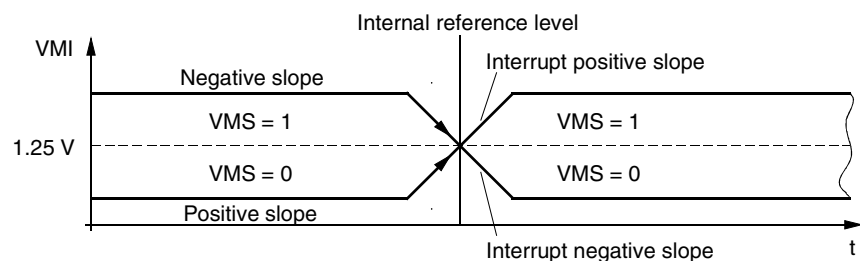 Internal reference level
VMI
Interrupt positive slope
Negative slope
VMS = 1
VMS = 1
1.25 V
VMS = 0
VMS = 0
Positive slope
Interrupt negative slope
t